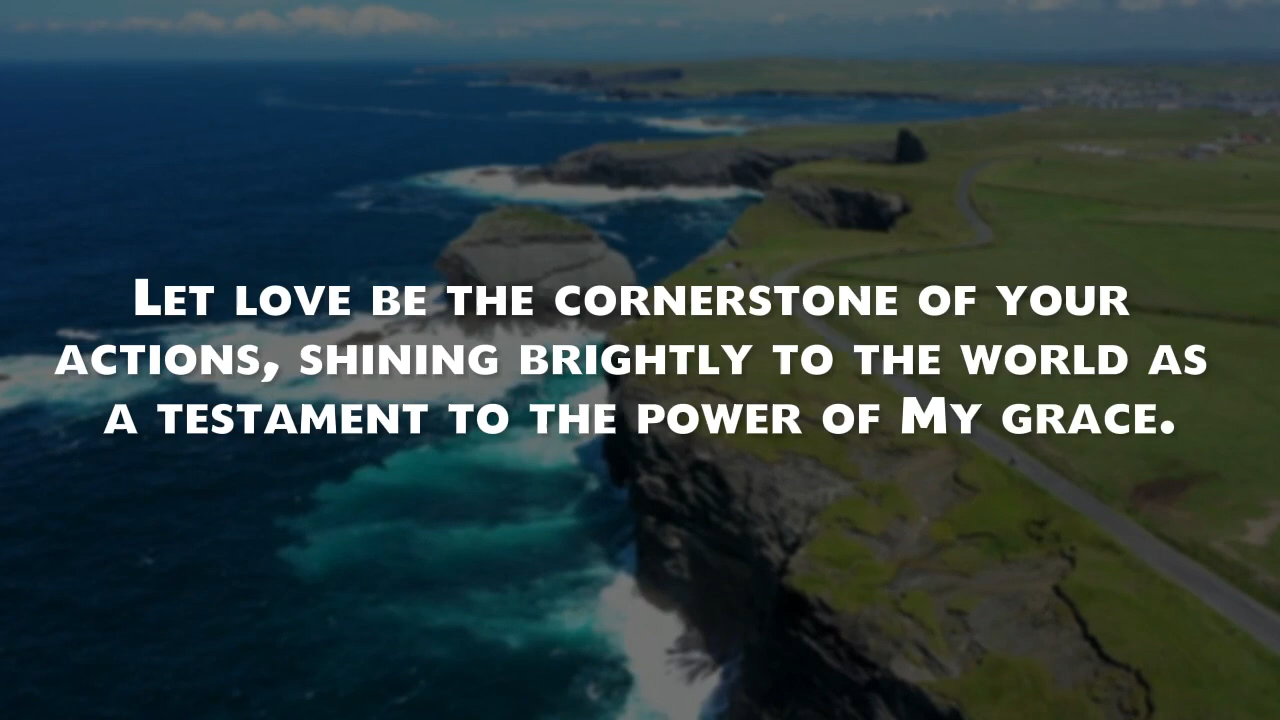 Let love be the cornerstone of your
actions, shining brightly to the world as
a testament to the power of My grace.